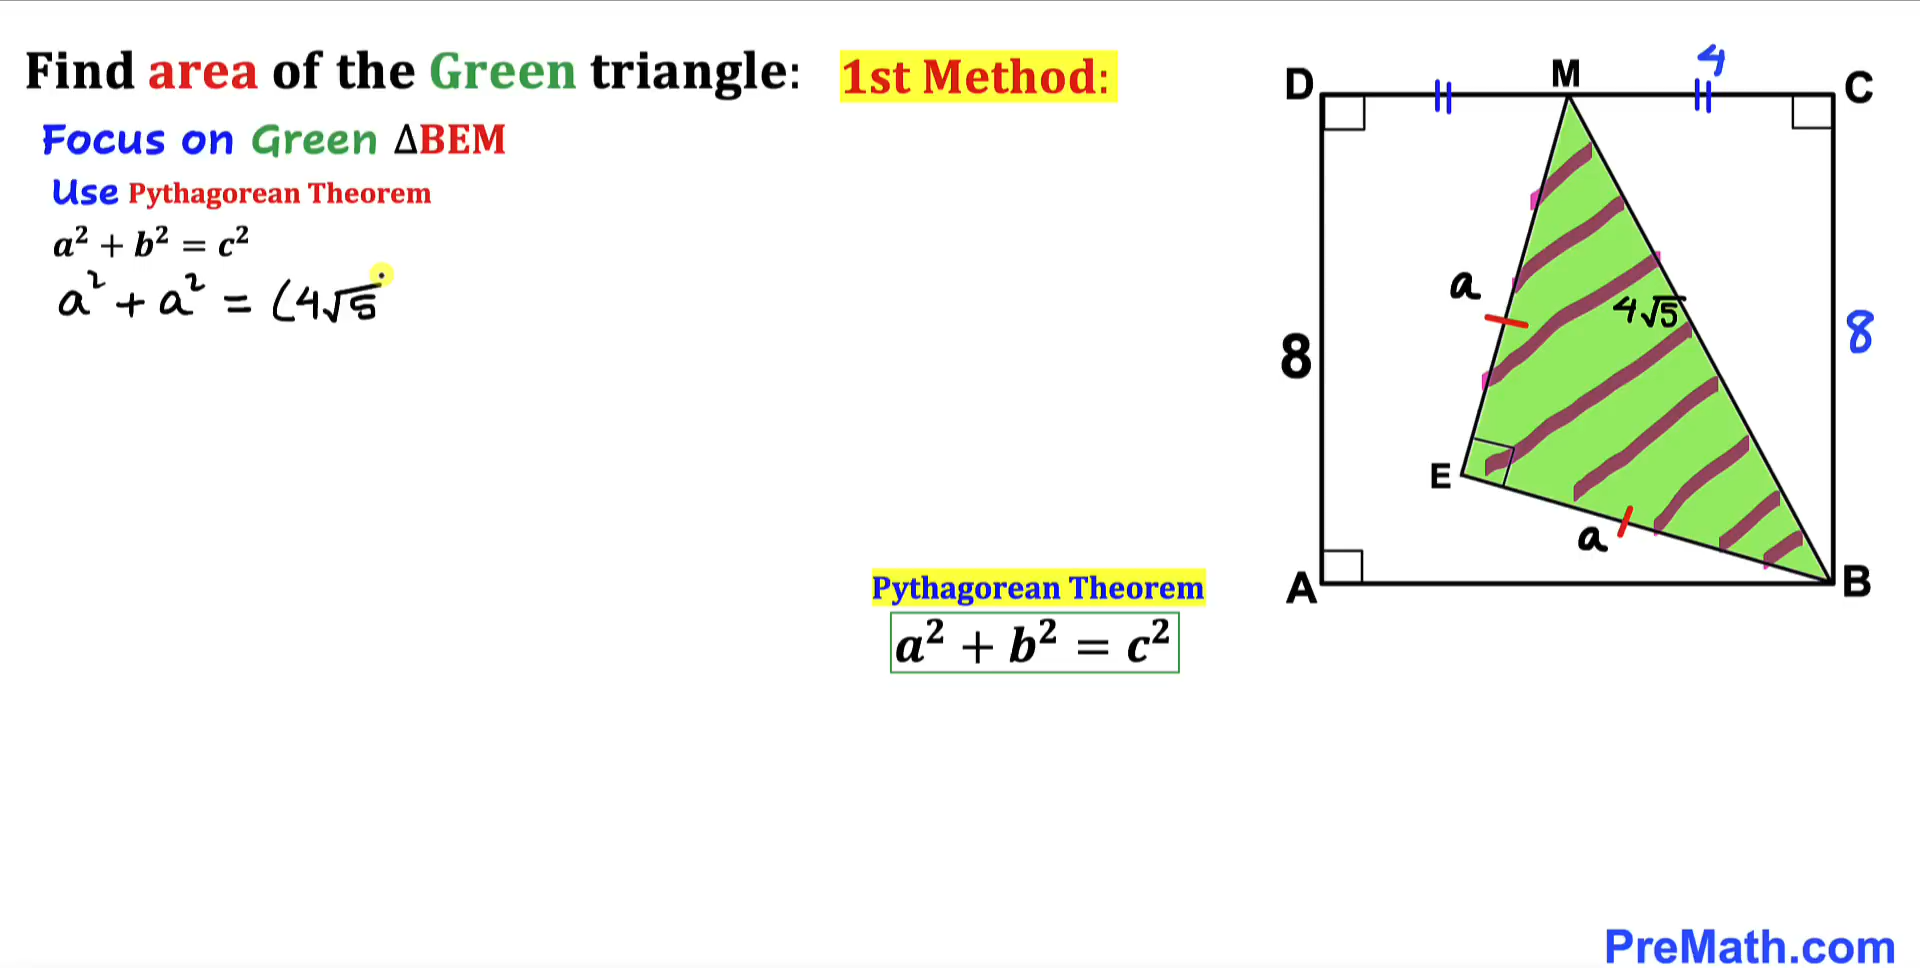 Find area of the Green triangle: 1st Method:
Focus on Green ΔBEM
Use Pythagorean Theorem
a² + b² = c²
a² + a² = (4√5
D
M
4
C
a
4√5
8
8
E
a
A
B
Pythagorean Theorem
a² + b² = c²
PreMath.com